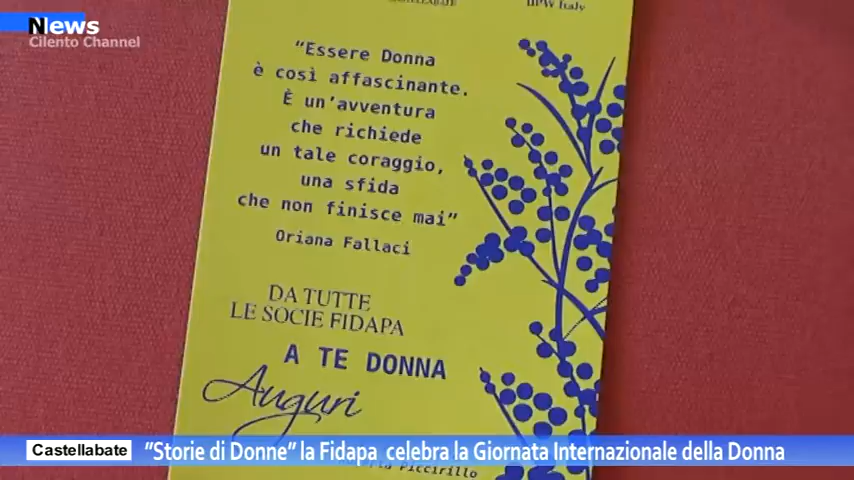 News
Cilento Channel
BPW Italy
“Essere Donna
è così affascinante.
È un’avventura
che richiede
un tale coraggio,
una sfida
che non finisce mai”
Oriana Fallaci
DA TUTTE
LE SOCIE FIDAPA
A TE DONNA
Auguri
Piccirillo
Castellabate
“Storie di Donne” la Fidapa celebra la Giornata Internazionale della Donna